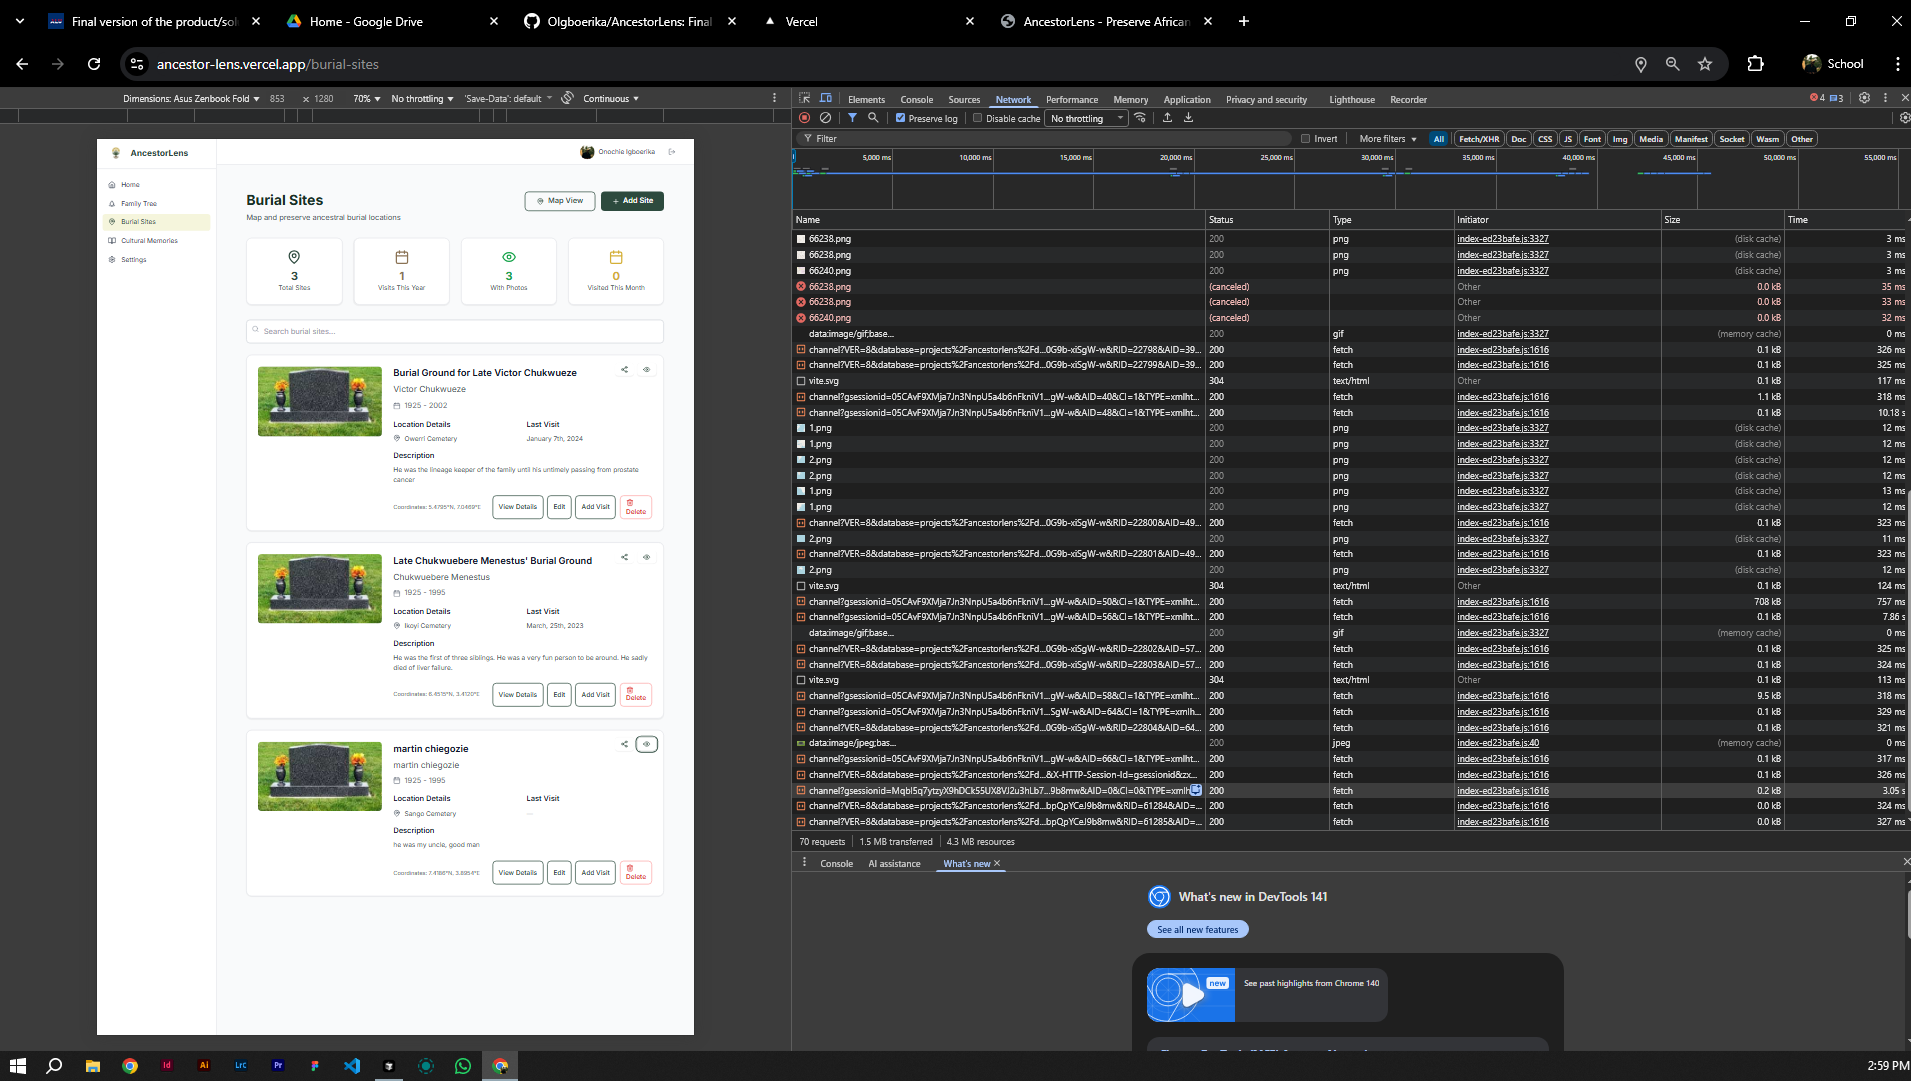 Final version of the product/solu
Home - Google Drive
OIgboerika/AncestorLens: Final
Vercel
AncestorLens - Preserve African
ancestor-lens.vercel.app/burial-sites
School
Dimensions: Asus Zenbook Fold
853 × 1280
70%
No throttling
'Save-Data': default
Continuous
Elements Console Sources Network Performance Memory Application Privacy and security Lighthouse Recorder
4 3
Preserve log
Disable cache
No throttling
Filter
Invert
More filters
All Fetch/XHR Doc CSS JS Font Img Media Manifest Socket Wasm Other
5,000 ms 10,000 ms 15,000 ms 20,000 ms 25,000 ms 30,000 ms 35,000 ms 40,000 ms 45,000 ms 50,000 ms 55,000 ms
AncestorLens
Onochie Igboerika
Home
Family Tree
Burial Sites
Cultural Memories
Settings
Burial Sites
Map and preserve ancestral burial locations
Map View
+ Add Site
3
Total Sites
1
Visits This Year
3
With Photos
0
Visited This Month
Search burial sites...
Burial Ground for Late Victor Chukwueze
Victor Chukwueze
1925 - 2002
Location Details
Last Visit
Owerri Cemetery
January 7th, 2024
Description
He was the lineage keeper of the family until his untimely passing from prostate
cancer
Coordinates: 5.4795°N, 7.0469°E
View Details
Edit
Add Visit
Delete
Late Chukwuebere Menestus' Burial Ground
Chukwuebere Menestus
1925 - 1995
Location Details
Last Visit
Ikoyi Cemetery
March, 25th, 2023
Description
He was the first of three siblings. He was a very fun person to be around. He sadly
died of liver failure.
Coordinates: 6.4515°N, 3.4120°E
View Details
Edit
Add Visit
Delete
martin chiegozie
martin chiegozie
1925 - 1995
Location Details
Last Visit
Sango Cemetery
—
Description
he was my uncle, good man
Coordinates: 7.4186°N, 3.8954°E
View Details
Edit
Add Visit
Delete
Name Status Type Initiator Size Time
66238.png 200 png index-ed23bafe.js:3327 (disk cache) 3 ms
66238.png 200 png index-ed23bafe.js:3327 (disk cache) 3 ms
66240.png 200 png index-ed23bafe.js:3327 (disk cache) 3 ms
66238.png (canceled) Other 0.0 kB 35 ms
66238.png (canceled) Other 0.0 kB 33 ms
66240.png (canceled) Other 0.0 kB 32 ms
data:image/gif;base... 200 gif index-ed23bafe.js:3327 (memory cache) 0 ms
channel?VER=8&database=projects%2Fancestorlens%2Fd...0G9b-xiSgW-w&RID=22798&AID=39... 200 fetch index-ed23bafe.js:1616 0.1 kB 326 ms
channel?VER=8&database=projects%2Fancestorlens%2Fd...0G9b-xiSgW-w&RID=22799&AID=39... 200 fetch index-ed23bafe.js:1616 0.1 kB 325 ms
vite.svg 304 text/html Other 0.1 kB 117 ms
channel?gsessionid=05CAvF9XMja7Jn3NnpU5a4b6nFkniV1...gW-w&AID=40&CI=1&TYPE=xmlht... 200 fetch index-ed23bafe.js:1616 1.1 kB 318 ms
channel?gsessionid=05CAvF9XMja7Jn3NnpU5a4b6nFkniV1...gW-w&AID=48&CI=1&TYPE=xmlht... 200 fetch index-ed23bafe.js:1616 0.1 kB 10.18 s
1.png 200 png index-ed23bafe.js:3327 (disk cache) 12 ms
1.png 200 png index-ed23bafe.js:3327 (disk cache) 12 ms
2.png 200 png index-ed23bafe.js:3327 (disk cache) 12 ms
2.png 200 png index-ed23bafe.js:3327 (disk cache) 12 ms
1.png 200 png index-ed23bafe.js:3327 (disk cache) 13 ms
1.png 200 png index-ed23bafe.js:3327 (disk cache) 12 ms
channel?VER=8&database=projects%2Fancestorlens%2Fd...0G9b-xiSgW-w&RID=22800&AID=49... 200 fetch index-ed23bafe.js:1616 0.1 kB 323 ms
2.png 200 png index-ed23bafe.js:3327 (disk cache) 11 ms
channel?VER=8&database=projects%2Fancestorlens%2Fd...0G9b-xiSgW-w&RID=22801&AID=49... 200 fetch index-ed23bafe.js:1616 0.1 kB 323 ms
2.png 200 png index-ed23bafe.js:3327 (disk cache) 12 ms
vite.svg 304 text/html Other 0.1 kB 124 ms
channel?gsessionid=05CAvF9XMja7Jn3NnpU5a4b6nFkniV1...gW-w&AID=50&CI=1&TYPE=xmlht... 200 fetch index-ed23bafe.js:1616 708 kB 757 ms
channel?gsessionid=05CAvF9XMja7Jn3NnpU5a4b6nFkniV1...gW-w&AID=56&CI=1&TYPE=xmlht... 200 fetch index-ed23bafe.js:1616 0.1 kB 7.86 s
data:image/gif;base... 200 gif index-ed23bafe.js:3327 (memory cache) 0 ms
channel?VER=8&database=projects%2Fancestorlens%2Fd...0G9b-xiSgW-w&RID=22802&AID=57... 200 fetch index-ed23bafe.js:1616 0.1 kB 325 ms
channel?VER=8&database=projects%2Fancestorlens%2Fd...0G9b-xiSgW-w&RID=22803&AID=57... 200 fetch index-ed23bafe.js:1616 0.1 kB 324 ms
vite.svg 304 text/html Other 0.1 kB 113 ms
channel?gsessionid=05CAvF9XMja7Jn3NnpU5a4b6nFkniV1...gW-w&AID=58&CI=1&TYPE=xmlht... 200 fetch index-ed23bafe.js:1616 9.5 kB 318 ms
channel?gsessionid=05CAvF9XMja7Jn3NnpU5a4b6nFkniV1...SgW-w&AID=64&CI=1&TYPE=xmlh... 200 fetch index-ed23bafe.js:1616 0.1 kB 329 ms
channel?VER=8&database=projects%2Fancestorlens%2Fd...0G9b-xiSgW-w&RID=22804&AID=64... 200 fetch index-ed23bafe.js:1616 0.1 kB 321 ms
data:image/jpeg;bas... 200 jpeg index-ed23bafe.js:40 (memory cache) 0 ms
channel?gsessionid=05CAvF9XMja7Jn3NnpU5a4b6nFkniV1...gW-w&AID=66&CI=1&TYPE=xmlht... 200 fetch index-ed23bafe.js:1616 0.1 kB 317 ms
channel?VER=8&database=projects%2Fancestorlens%2Fd...&X-HTTP-Session-Id=gsessionid&zx... 200 fetch index-ed23bafe.js:1616 0.1 kB 326 ms
channel?gsessionid=Mqbl5q7ytzyX9hDCk55UX8VJ2u3hLb7...9b8mw&AID=0&CI=0&TYPE=xmlh 200 fetch index-ed23bafe.js:1616 0.2 kB 3.05 s
channel?VER=8&database=projects%2Fancestorlens%2Fd...bpQpYCeJ9b8mw&RID=61284&AID=... 200 fetch index-ed23bafe.js:1616 0.0 kB 324 ms
channel?VER=8&database=projects%2Fancestorlens%2Fd...bpQpYCeJ9b8mw&RID=61285&AID=... 200 fetch index-ed23bafe.js:1616 0.0 kB 327 ms
70 requests 1.5 MB transferred 4.3 MB resources
Console AI assistance What's new
What's new in DevTools 141
See all new features
new
See past highlights from Chrome 140
Id Ai Lrc Pr
2:59 PM